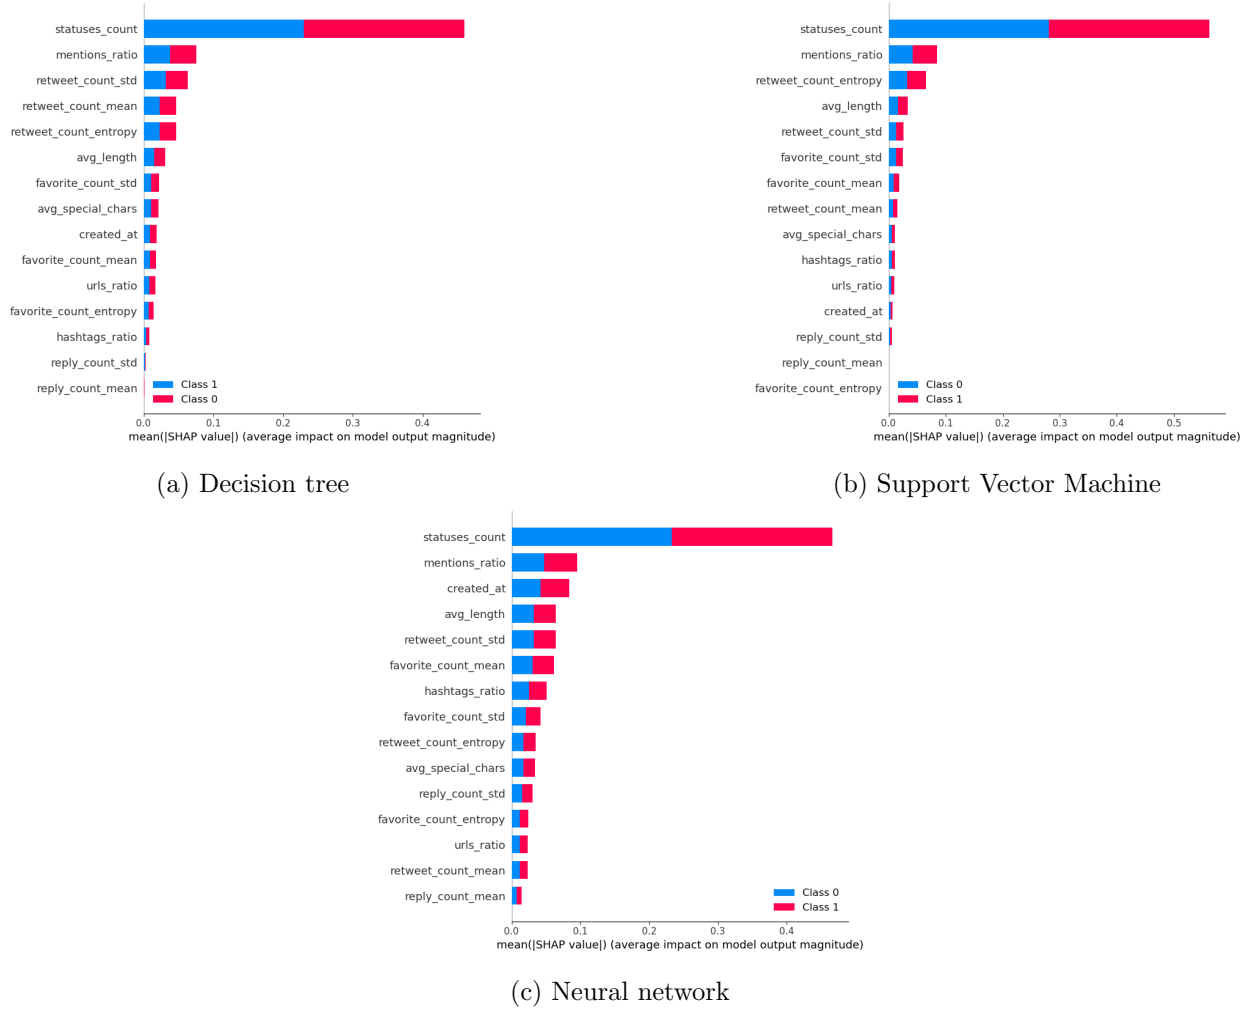 statuses_count
mentions_ratio
retweet_count_std
retweet_count_mean
retweet_count_entropy
avg_length
favorite_count_std
avg_special_chars
created_at
favorite_count_mean
urls_ratio
favorite_count_entropy
hashtags_ratio
reply_count_std
reply_count_mean
Class 1
Class 0
0.0 0.1 0.2 0.3 0.4
mean(|SHAP value|) (average impact on model output magnitude)
(a) Decision tree
statuses_count
mentions_ratio
retweet_count_entropy
avg_length
retweet_count_std
favorite_count_std
favorite_count_mean
retweet_count_mean
avg_special_chars
hashtags_ratio
urls_ratio
created_at
reply_count_std
reply_count_mean
favorite_count_entropy
Class 0
Class 1
0.0 0.1 0.2 0.3 0.4 0.5
mean(|SHAP value|) (average impact on model output magnitude)
(b) Support Vector Machine
statuses_count
mentions_ratio
created_at
avg_length
retweet_count_std
favorite_count_mean
hashtags_ratio
favorite_count_std
retweet_count_entropy
avg_special_chars
reply_count_std
favorite_count_entropy
urls_ratio
retweet_count_mean
reply_count_mean
Class 0
Class 1
0.0 0.1 0.2 0.3 0.4
mean(|SHAP value|) (average impact on model output magnitude)
(c) Neural network